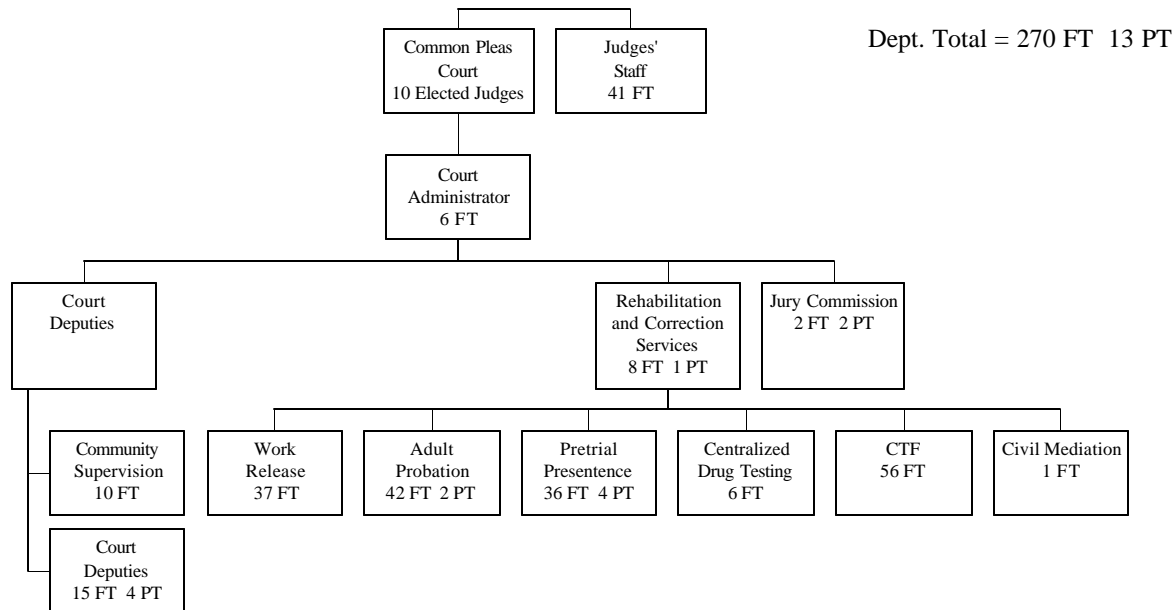 Common Pleas
Court
10 Elected Judges
Judges'
Staff
41 FT
Dept. Total = 270 FT 13 PT
Court
Administrator
6 FT
Court
Deputies
Rehabilitation
and Correction
Services
8 FT 1 PT
Jury Commission
2 FT 2 PT
Community
Supervision
10 FT
Work
Release
37 FT
Adult
Probation
42 FT 2 PT
Pretrial
Presentence
36 FT 4 PT
Centralized
Drug Testing
6 FT
CTF
56 FT
Civil Mediation
1 FT
Court
Deputies
15 FT 4 PT